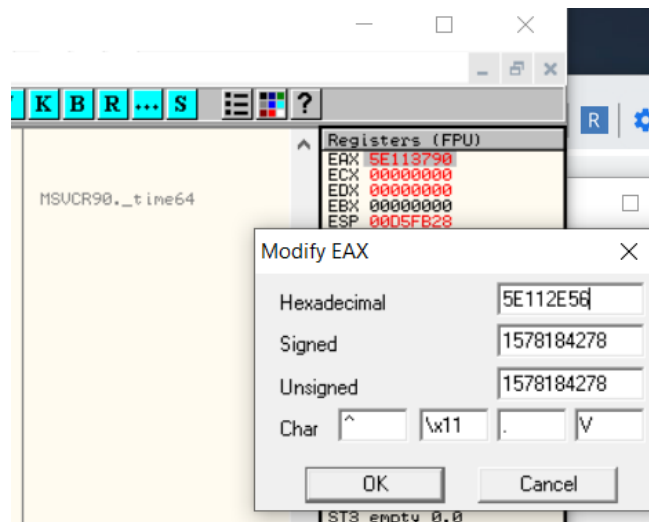 K B R ... S ?
R
Registers (FPU)
EAX 5E113790
ECX 00000000
EDX 00000000
EBX 00000000
ESP 00D5FB28
MSVCR90._time64
Modify EAX
Hexadecimal 5E112E56
Signed 1578184278
Unsigned 1578184278
Char ^ \x11 . V
OK Cancel
ST3 empty 0.0